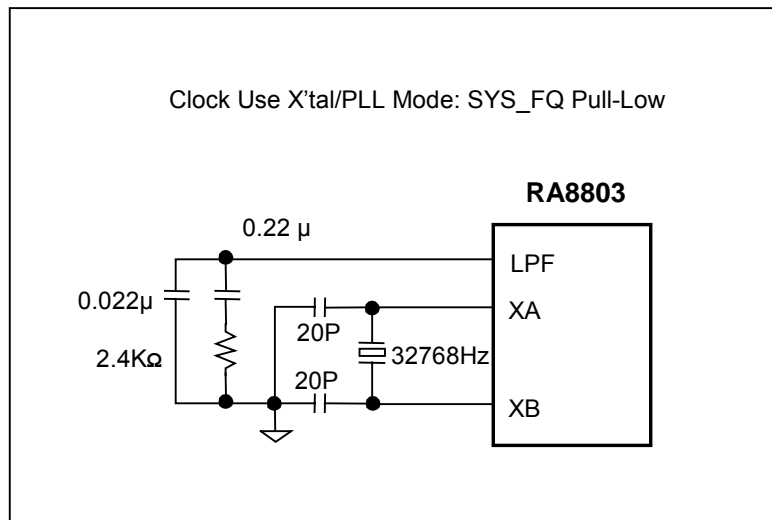 Clock Use X'tal/PLL Mode: SYS_FQ Pull-Low
RA8803
0.22 μ
LPF
0.022μ
XA
20P
2.4KΩ
32768Hz
20P
XB